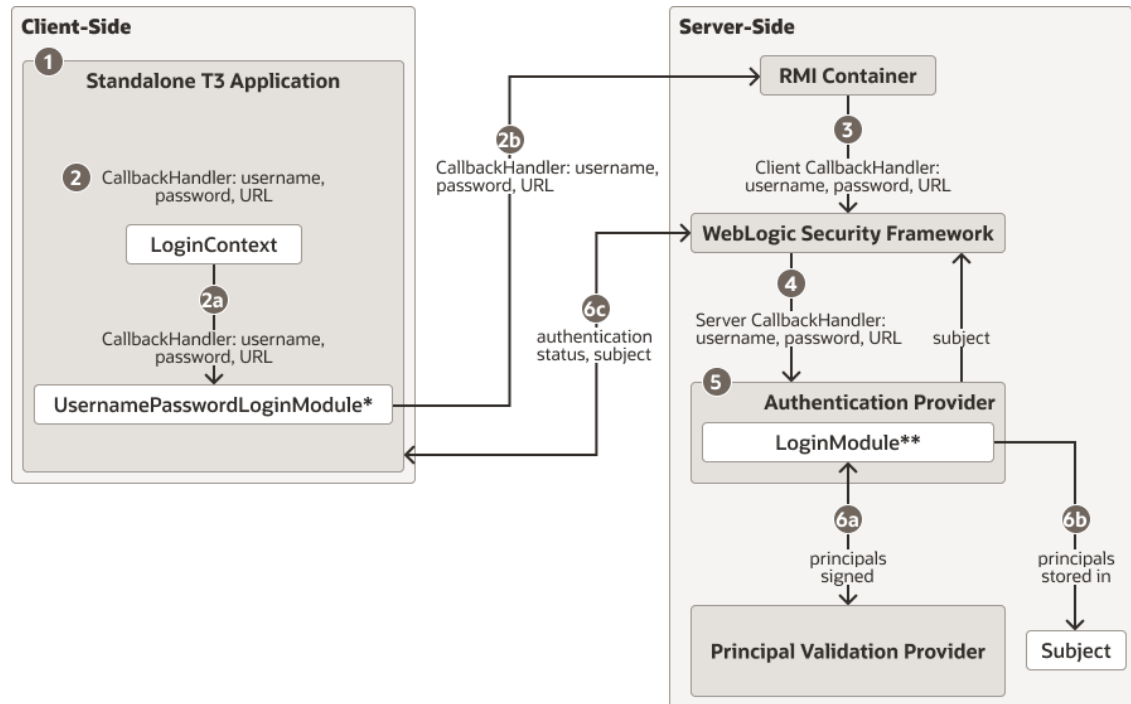 Client-Side
1
Standalone T3 Application
2
CallbackHandler: username,
password, URL
LoginContext
2a
CallbackHandler: username,
password, URL
UsernamePasswordLoginModule*
2b
CallbackHandler: username,
password, URL
6c
authentication
status, subject
Server-Side
RMI Container
3
Client CallbackHandler:
username, password, URL
WebLogic Security Framework
4
Server CallbackHandler:
username, password, URL
subject
5
Authentication Provider
LoginModule**
6a
principals
signed
6b
principals
stored in
Principal Validation Provider
Subject